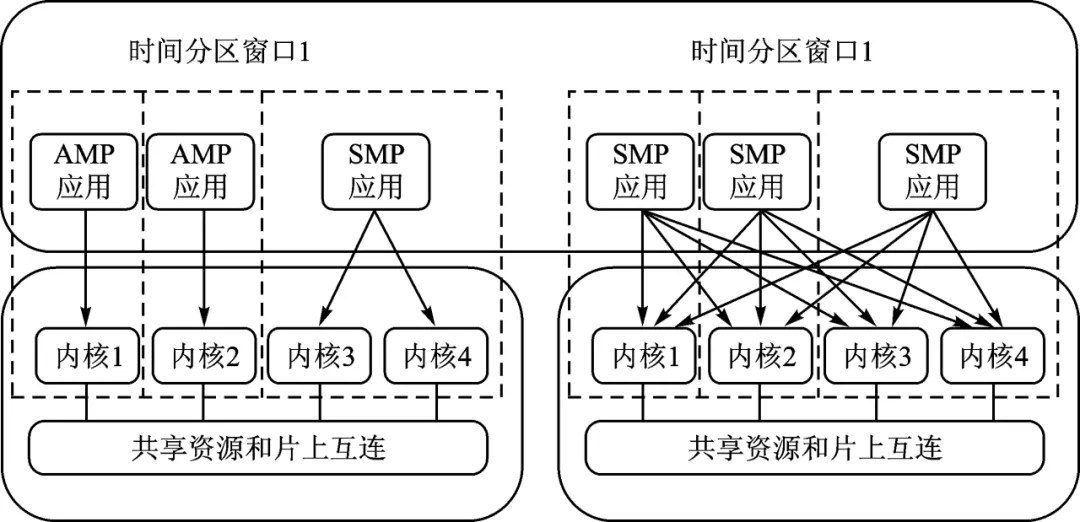 时间分区窗口1
时间分区窗口1
AMP
应用
AMP
应用
SMP
应用
SMP
应用
SMP
应用
SMP
应用
内核1
内核2
内核3
内核4
内核1
内核2
内核3
内核4
共享资源和片上互连
共享资源和片上互连